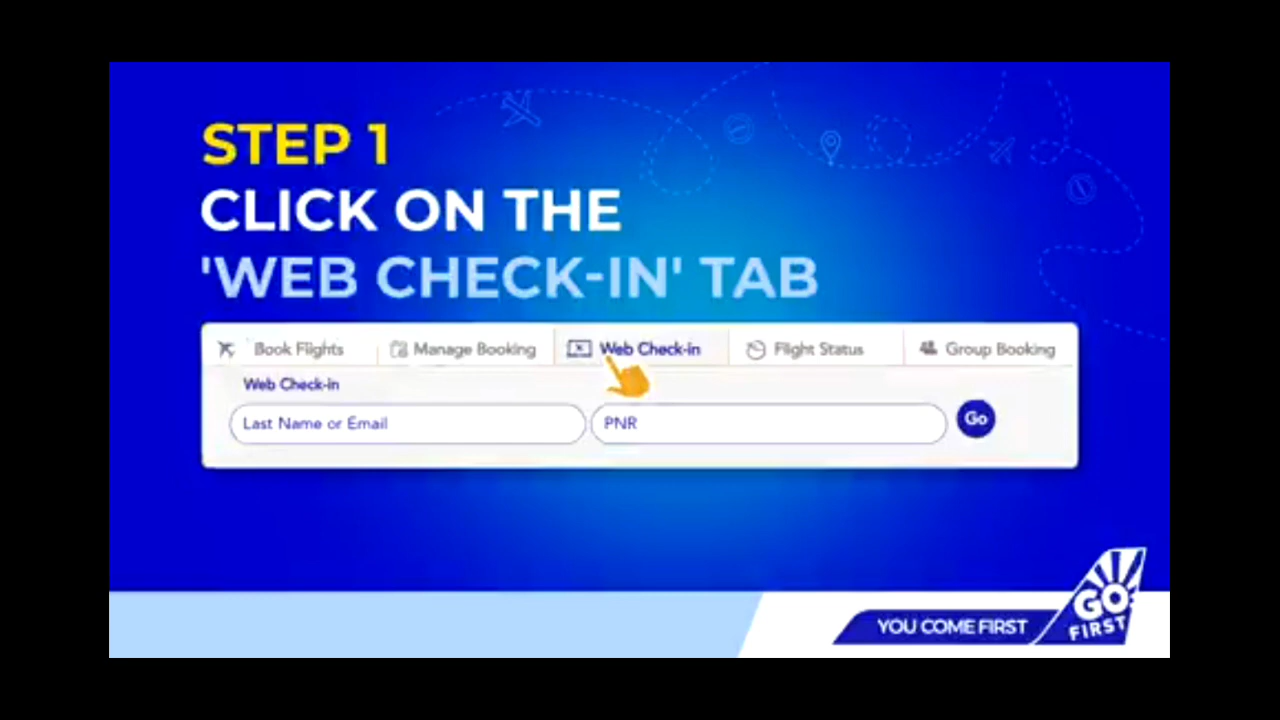 STEP 1
CLICK ON THE
'WEB CHECK-IN' TAB
Book Flights Manage Booking Web Check-in Flight Status Group Booking
Web Check-in
Last Name or Email PNR Go
YOU COME FIRST
GO
FIRST